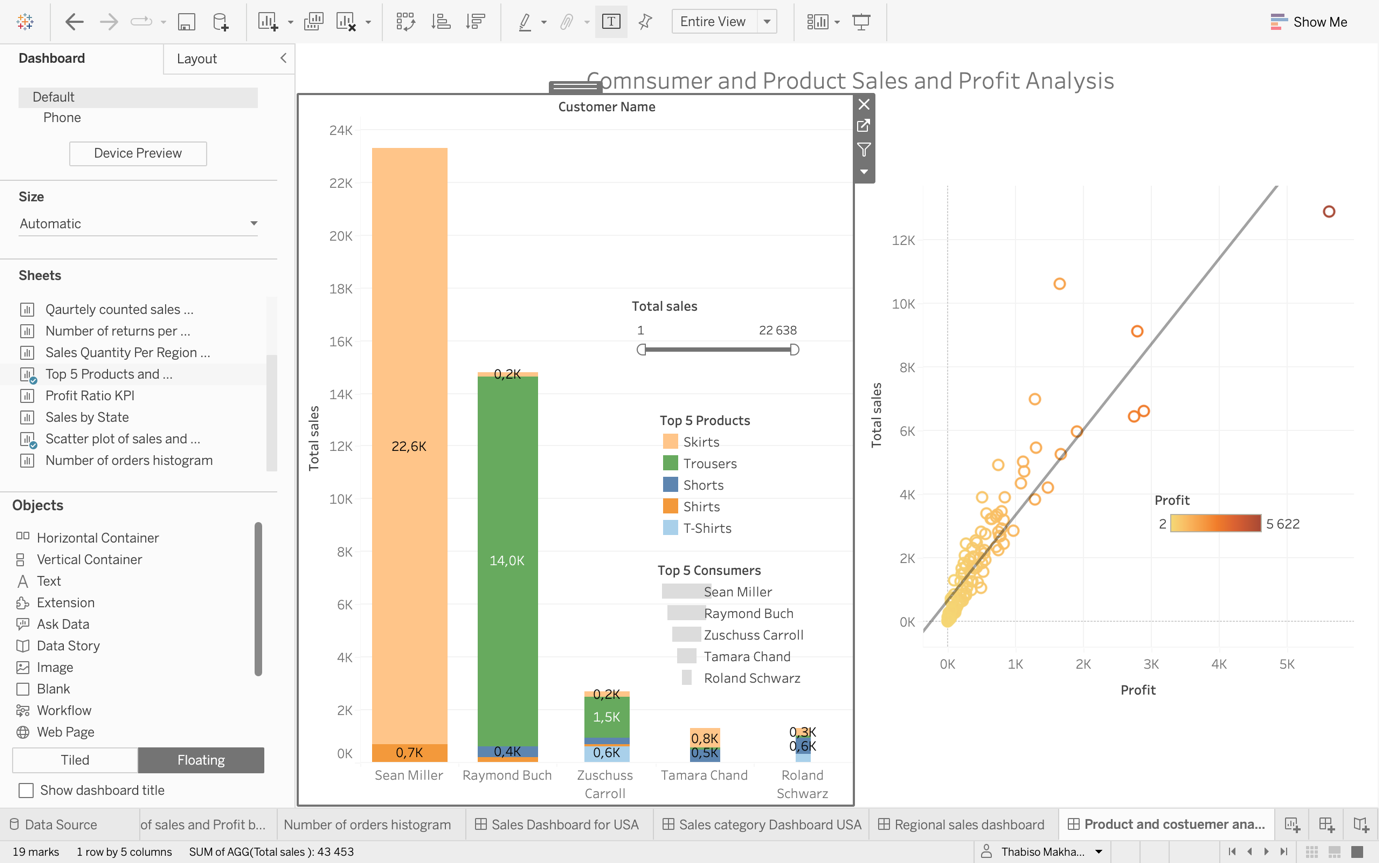 Entire View
Show Me
Dashboard
Layout
Default
Phone
Device Preview
Size
Automatic
Sheets
Qaurtely counted sales ...
Number of returns per ...
Sales Quantity Per Region ...
Top 5 Products and ...
Profit Ratio KPI
Sales by State
Scatter plot of sales and ...
Number of orders histogram
Objects
Horizontal Container
Vertical Container
A Text
Extension
Ask Data
Data Story
Image
Blank
Workflow
Web Page
Tiled
Floating
Show dashboard title
Comnsumer and Product Sales and Profit Analysis
Customer Name
Total sales
24K
22K
20K
18K
16K
14K
12K
10K
8K
6K
4K
2K
0K
22,6K
0,7K
0,2K
14,0K
0,4K
0,2K
1,5K
0,6K
0,8K
0,5K
0,3K
0,6K
Sean Miller
Raymond Buch
Zuschuss
Carroll
Tamara Chand
Roland
Schwarz
Total sales
1 22 638
Top 5 Products
Skirts
Trousers
Shorts
Shirts
T-Shirts
Top 5 Consumers
Sean Miller
Raymond Buch
Zuschuss Carroll
Tamara Chand
Roland Schwarz
Total sales
12K
10K
8K
6K
4K
2K
0K
0K 1K 2K 3K 4K 5K
Profit
Profit
2 5 622
Data Source
of sales and Profit b...
Number of orders histogram
Sales Dashboard for USA
Sales category Dashboard USA
Regional sales dashboard
Product and costuemer ana...
19 marks
1 row by 5 columns
SUM of AGG(Total sales ): 43 453
Thabiso Makha...